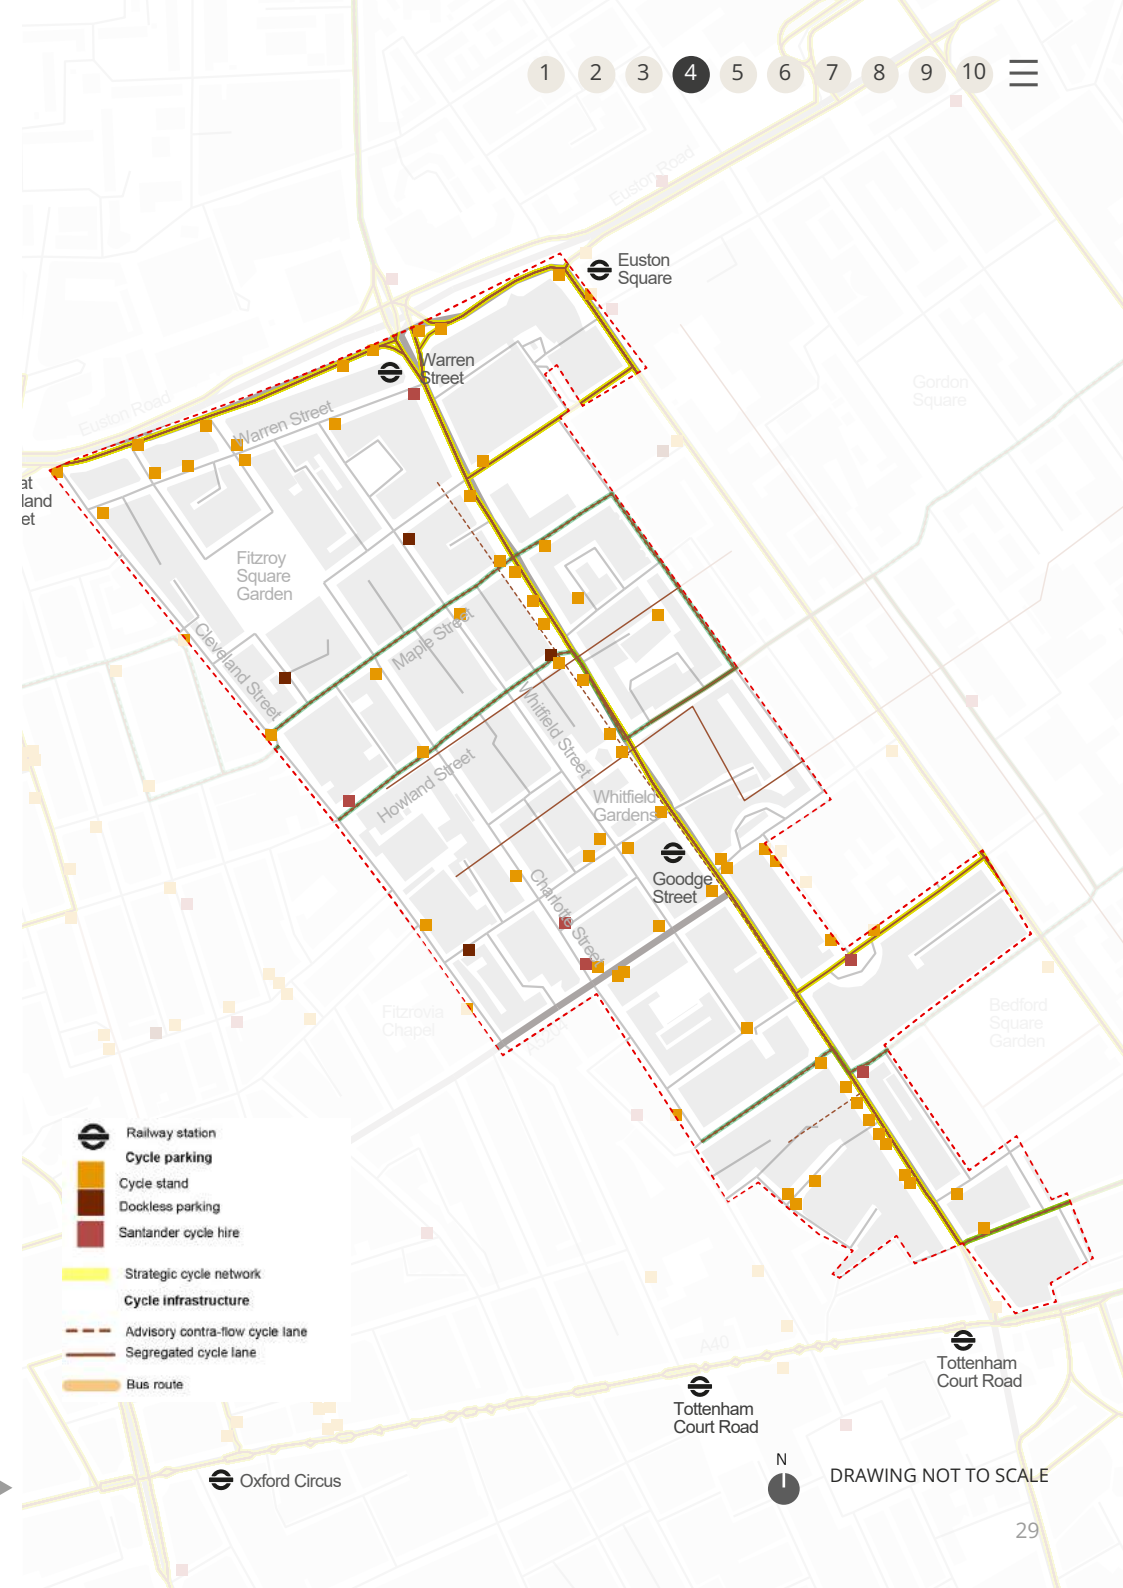 1 2 3 4 5 6 7 8 9 10
Euston Road
Euston
Square
Warren
Street
Gordon
Square
Euston Road
Warren Street
at
land
et
Fitzroy
Square
Garden
Cleveland Street
Maple Street
Whitfield Street
Howland Street
Whitfield
Gardens
Goodge
Street
Charlotte Street
Fitzrovia
Chapel
Bedford
Square
Garden
Railway station
Cycle parking
Cycle stand
Dockless parking
Santander cycle hire
Strategic cycle network
Cycle infrastructure
Advisory contra-flow cycle lane
Segregated cycle lane
Bus route
A40
Tottenham
Court Road
Tottenham
Court Road
Oxford Circus
N
DRAWING NOT TO SCALE
29